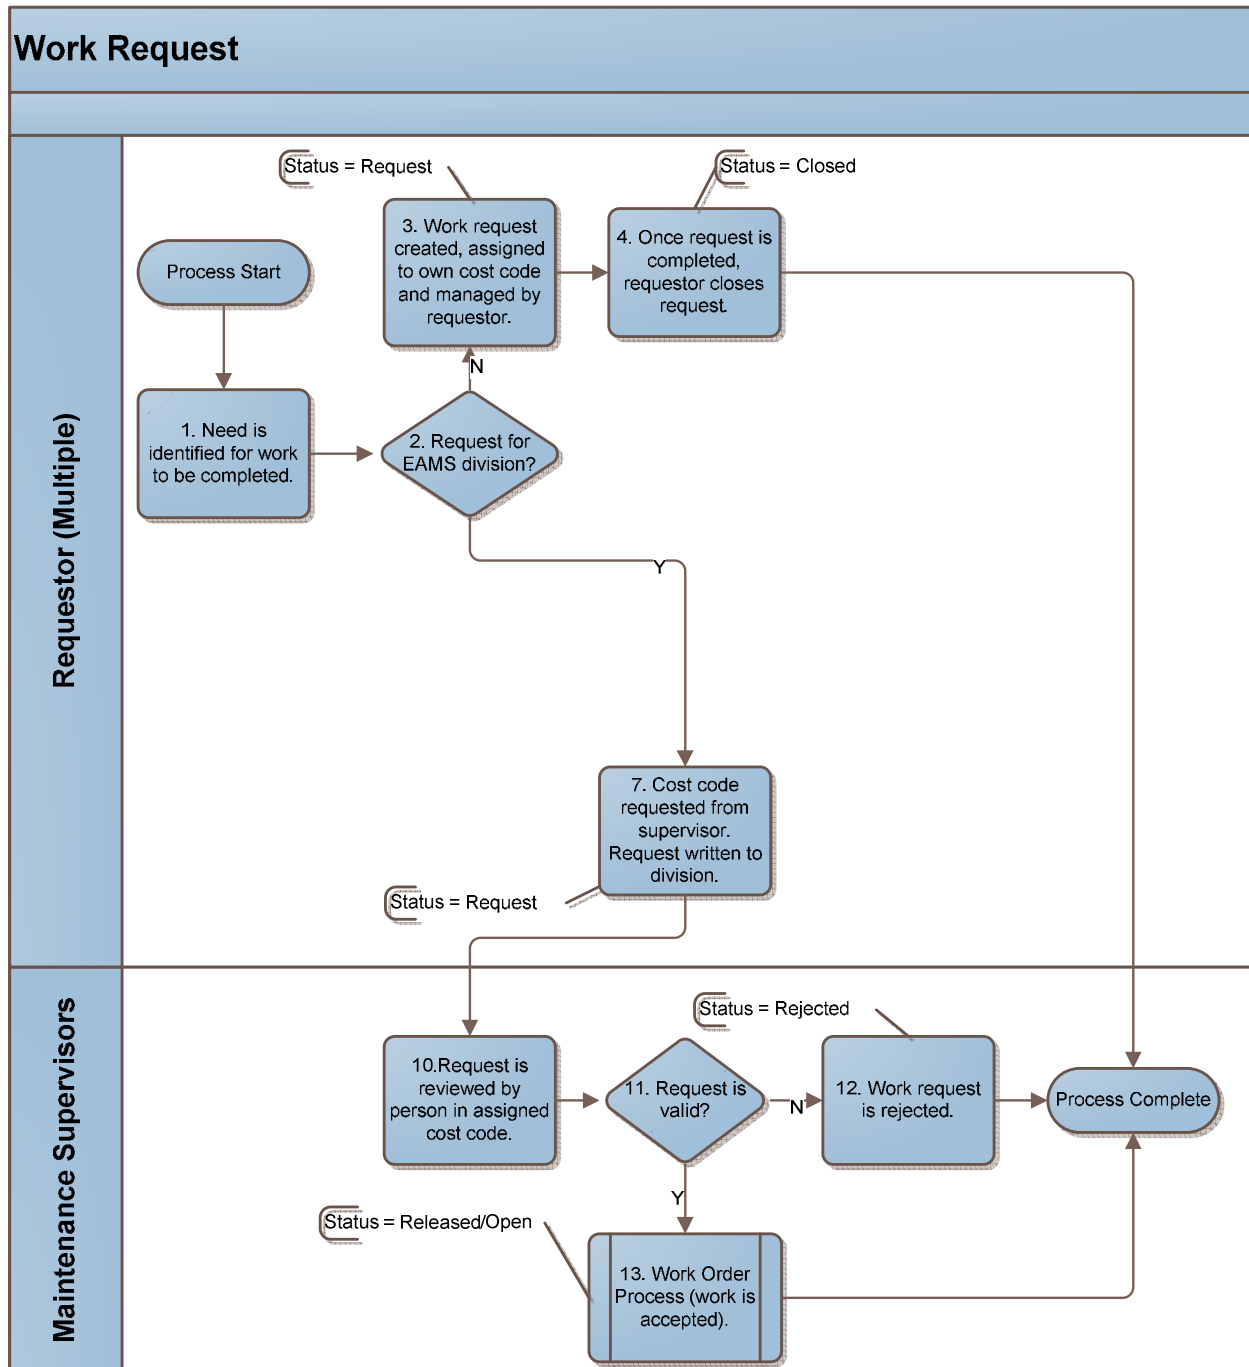 Work Request
Requestor (Multiple)
Status = Request
Status = Closed
Process Start
3. Work request
created, assigned
to own cost code
and managed by
requestor.
4. Once request is
completed,
requestor closes
request.
N
1. Need is
identified for work
to be completed.
2. Request for
EAMS division?
Y
7. Cost code
requested from
supervisor.
Request written to
division.
Status = Request
Maintenance Supervisors
Status = Rejected
10.Request is
reviewed by
person in assigned
cost code.
11. Request is
valid?
N
12. Work request
is rejected.
Process Complete
Y
Status = Released/Open
13. Work Order
Process (work is
accepted).